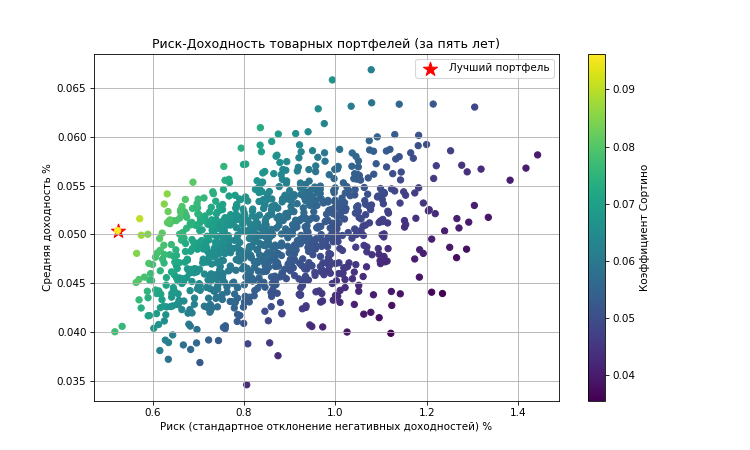 Риск-Доходность товарных портфелей (за пять лет)
Лучший портфель
Средняя доходность %
0.065
0.060
0.055
0.050
0.045
0.040
0.035
0.6 0.8 1.0 1.2 1.4
Риск (стандартное отклонение негативных доходностей) %
0.09
0.08
0.07
0.06
0.05
0.04
Коэффициент Сортино